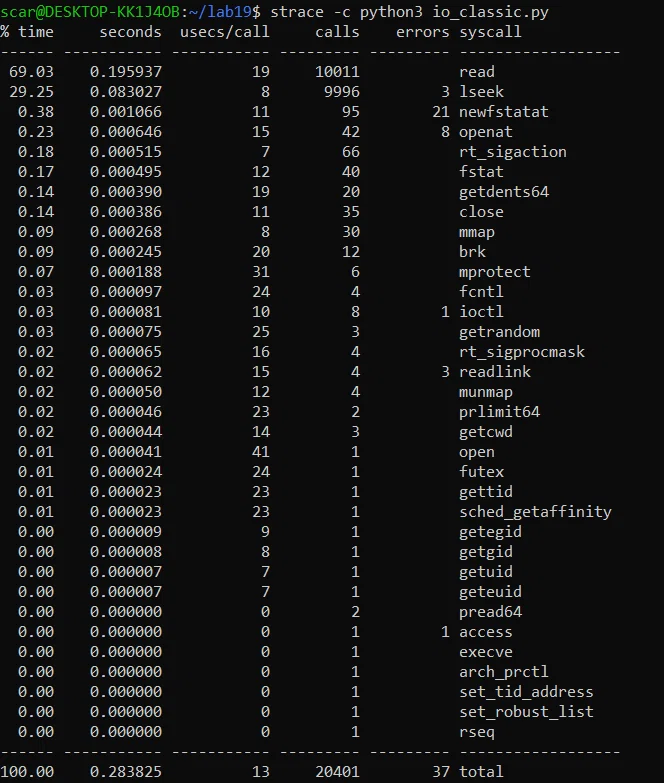 scar@DESKTOP-KK1J4OB:~/lab19$ strace -c python3 io_classic.py
% time     seconds  usecs/call     calls    errors syscall
------ ----------- ----------- --------- --------- ------------------
 69.03    0.195937          19     10011           read
 29.25    0.083027           8      9996         3 lseek
  0.38    0.001066          11        95        21 newfstatat
  0.23    0.000646          15        42         8 openat
  0.18    0.000515           7        66           rt_sigaction
  0.17    0.000495          12        40           fstat
  0.14    0.000390          19        20           getdents64
  0.14    0.000386          11        35           close
  0.09    0.000268           8        30           mmap
  0.09    0.000245          20        12           brk
  0.07    0.000188          31         6           mprotect
  0.03    0.000097          24         4           fcntl
  0.03    0.000081          10         8         1 ioctl
  0.03    0.000075          25         3           getrandom
  0.02    0.000065          16         4           rt_sigprocmask
  0.02    0.000062          15         4         3 readlink
  0.02    0.000050          12         4           munmap
  0.02    0.000046          23         2           prlimit64
  0.02    0.000044          14         3           getcwd
  0.01    0.000041          41         1           open
  0.01    0.000024          24         1           futex
  0.01    0.000023          23         1           gettid
  0.01    0.000023          23         1           sched_getaffinity
  0.00    0.000009           9         1           getegid
  0.00    0.000008           8         1           getgid
  0.00    0.000007           7         1           getuid
  0.00    0.000007           7         1           geteuid
  0.00    0.000000           0         2           pread64
  0.00    0.000000           0         1         1 access
  0.00    0.000000           0         1           execve
  0.00    0.000000           0         1           arch_prctl
  0.00    0.000000           0         1           set_tid_address
  0.00    0.000000           0         1           set_robust_list
  0.00    0.000000           0         1           rseq
------ ----------- ----------- --------- --------- ------------------
100.00    0.283825          13     20401        37 total